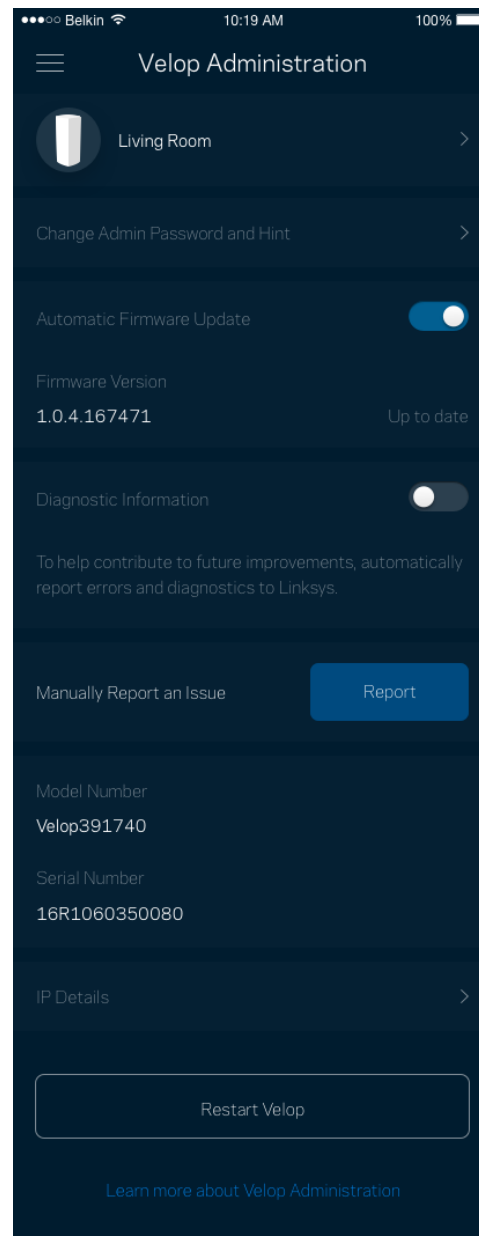 Belkin 10:19 AM 100%
Velop Administration
Living Room
Change Admin Password and Hint
Automatic Firmware Update
Firmware Version
1.0.4.167471 Up to date
Diagnostic Information
To help contribute to future improvements, automatically
report errors and diagnostics to Linksys.
Manually Report an Issue Report
Model Number
Velop391740
Serial Number
16R1060350080
IP Details
Restart Velop
Learn more about Velop Administration